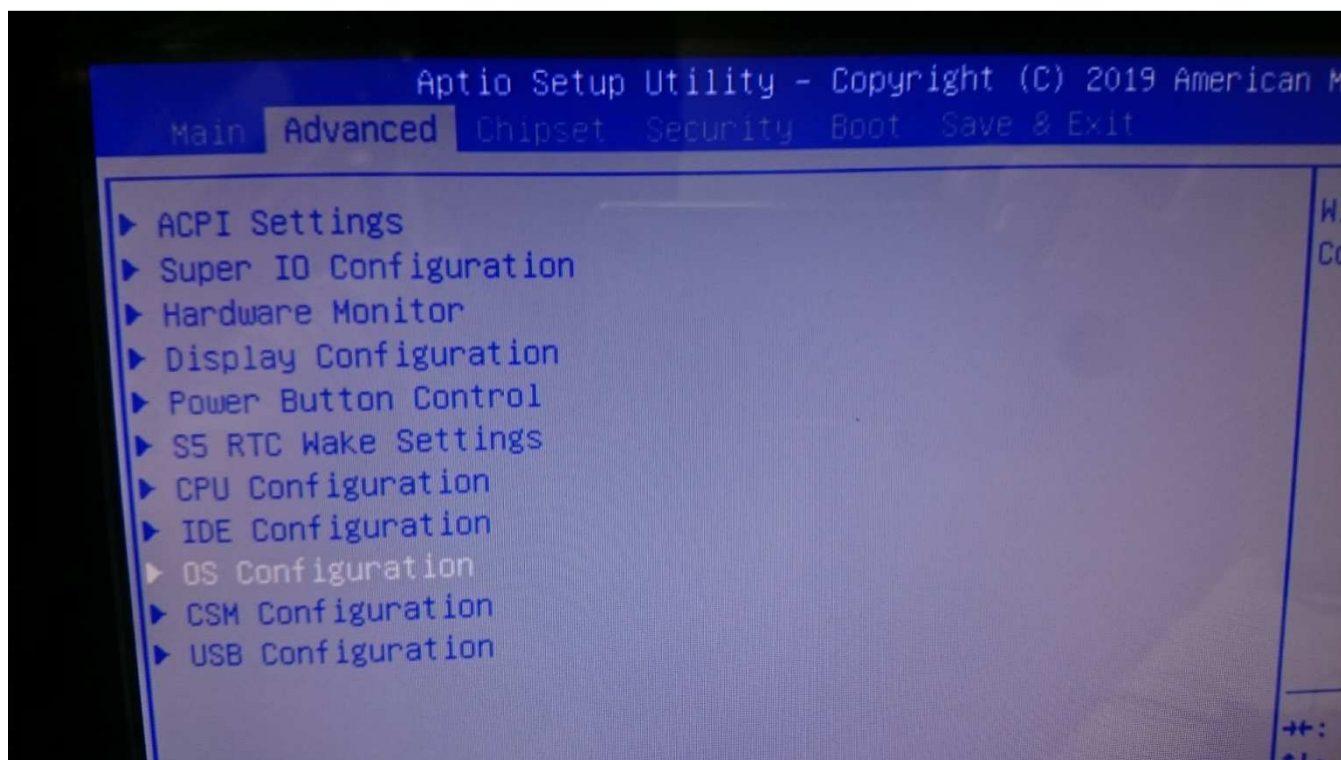 Aptio Setup Utility – Copyright (C) 2019 American
Main Advanced Chipset Security Boot Save & Exit
ACPI Settings
Super IO Configuration
Hardware Monitor
Display Configuration
Power Button Control
S5 RTC Wake Settings
CPU Configuration
IDE Configuration
OS Configuration
CSM Configuration
USB Configuration